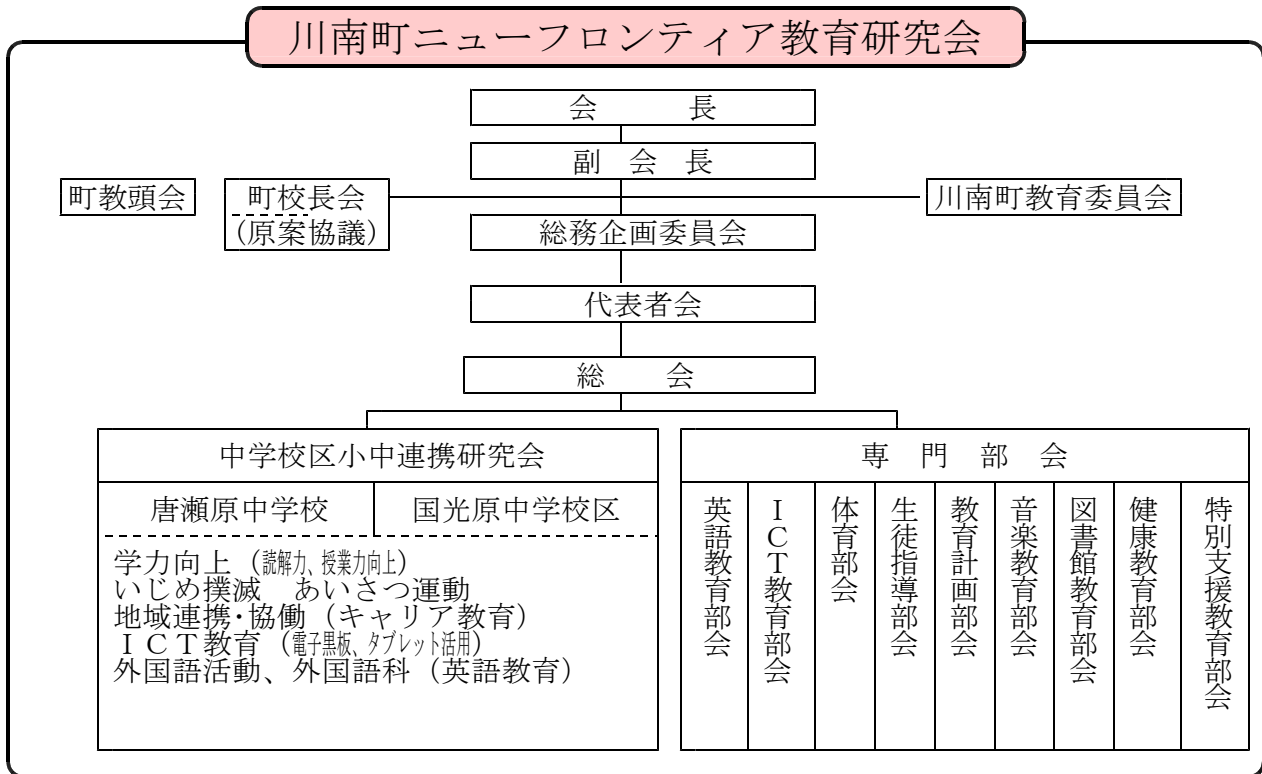 川南町ニューフロンティア教育研究会
会　　　長
副　会　長
町教頭会
町校長会
(原案協議)
川南町教育委員会
総務企画委員会
代表者会
総　　会
中学校区小中連携研究会
唐瀬原中学校
国光原中学校区
学力向上（読解力、授業力向上）
いじめ撲滅　あいさつ運動
地域連携・協働（キャリア教育）
ＩＣＴ教育（電子黒板、タブレット活用）
外国語活動、外国語科（英語教育）
専　門　部　会
英語教育部会
ＩＣＴ教育部会
体育部会
生徒指導部会
教育計画部会
音楽教育部会
図書館教育部会
健康教育部会
特別支援教育部会